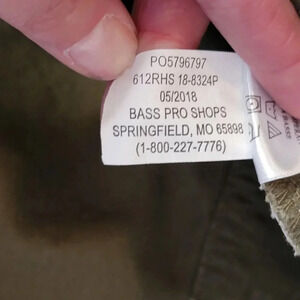 PO5796797
612RHS 18-8324P
05/2018
BASS PRO SHOPS
SPRINGFIELD, MO 65898
(1-800-227-7776)